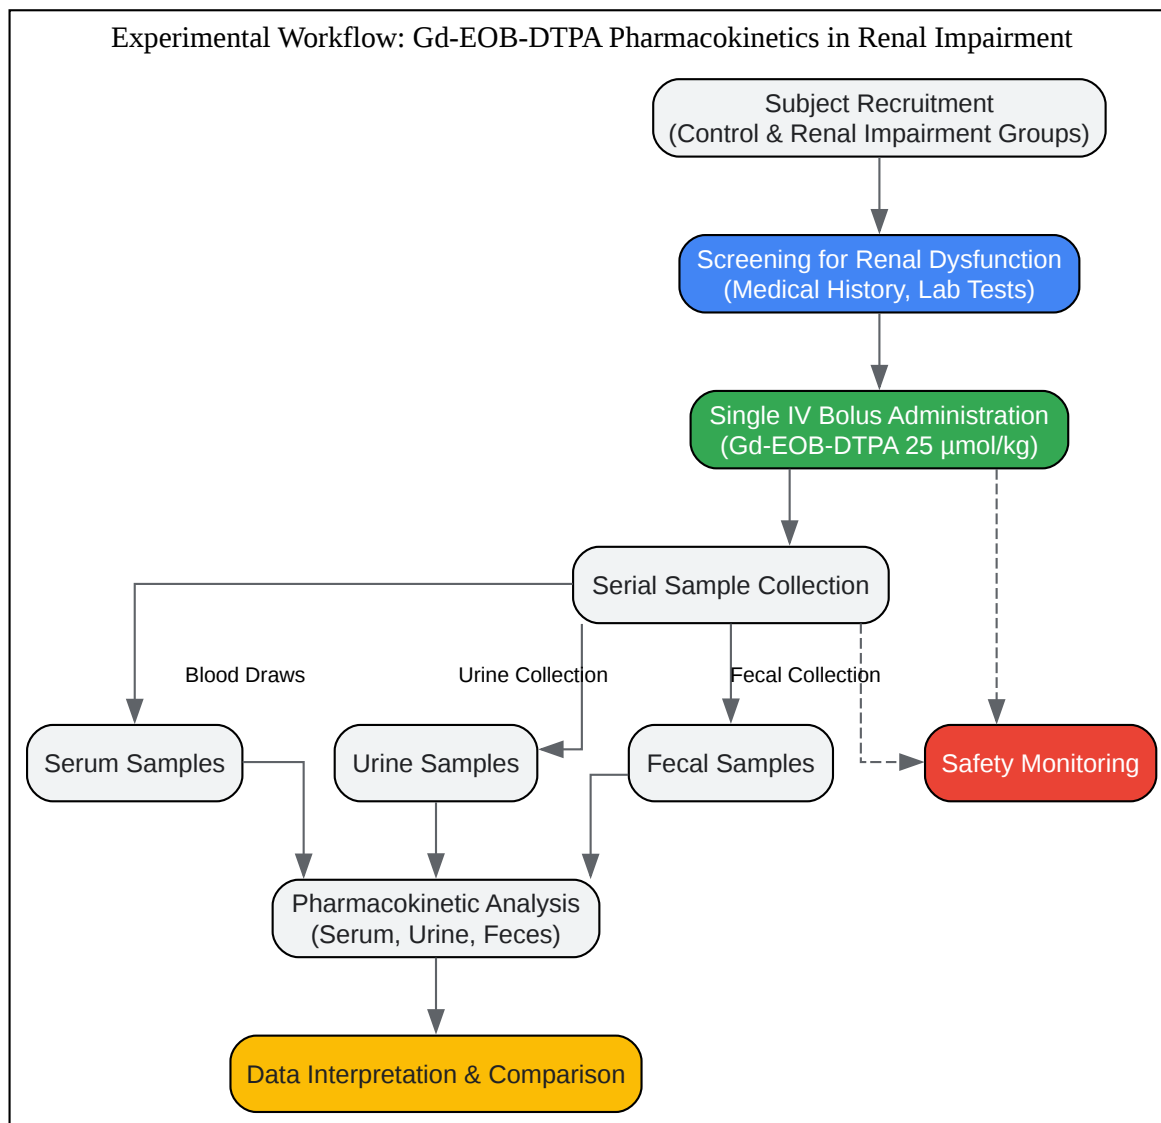 Experimental Workflow: Gd-EOB-DTPA Pharmacokinetics in Renal Impairment
Subject Recruitment
(Control & Renal Impairment Groups)
Screening for Renal Dysfunction
(Medical History, Lab Tests)
Single IV Bolus Administration
(Gd-EOB-DTPA 25 µmol/kg)
Serial Sample Collection
Blood Draws
Urine Collection
Fecal Collection
Serum Samples
Urine Samples
Fecal Samples
Safety Monitoring
Pharmacokinetic Analysis
(Serum, Urine, Feces)
Data Interpretation & Comparison